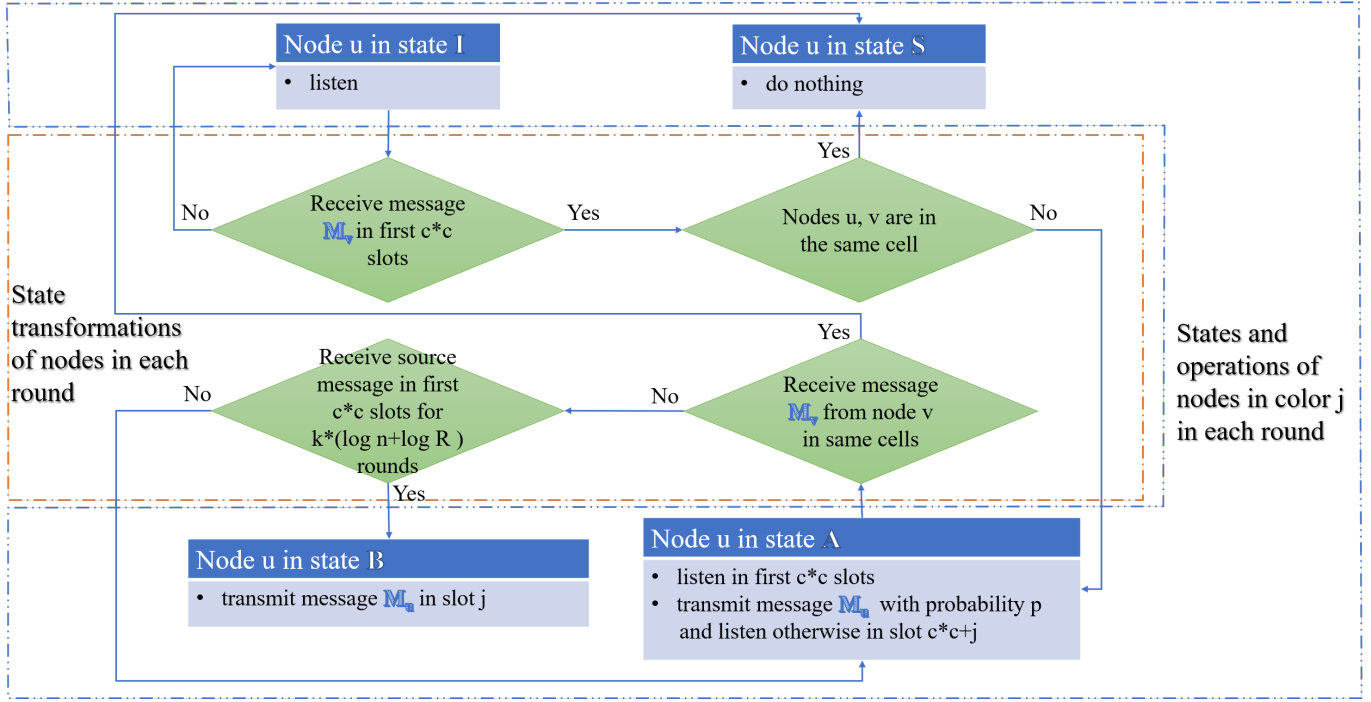 Node u in state I
• listen
Node u in state S
• do nothing
Receive message
M_v in first c*c
slots
No
Yes
Nodes u, v are in
the same cell
Yes
No
State
transformations
of nodes in each
round
Receive source
message in first
c*c slots for
k*(log n+log R )
rounds
No
Yes
Receive message
M_v from node v
in same cells
Yes
No
States and
operations of
nodes in color j
in each round
Node u in state B
• transmit message M_u in slot j
Node u in state A
• listen in first c*c slots
• transmit message M_u with probability p
and listen otherwise in slot c*c+j